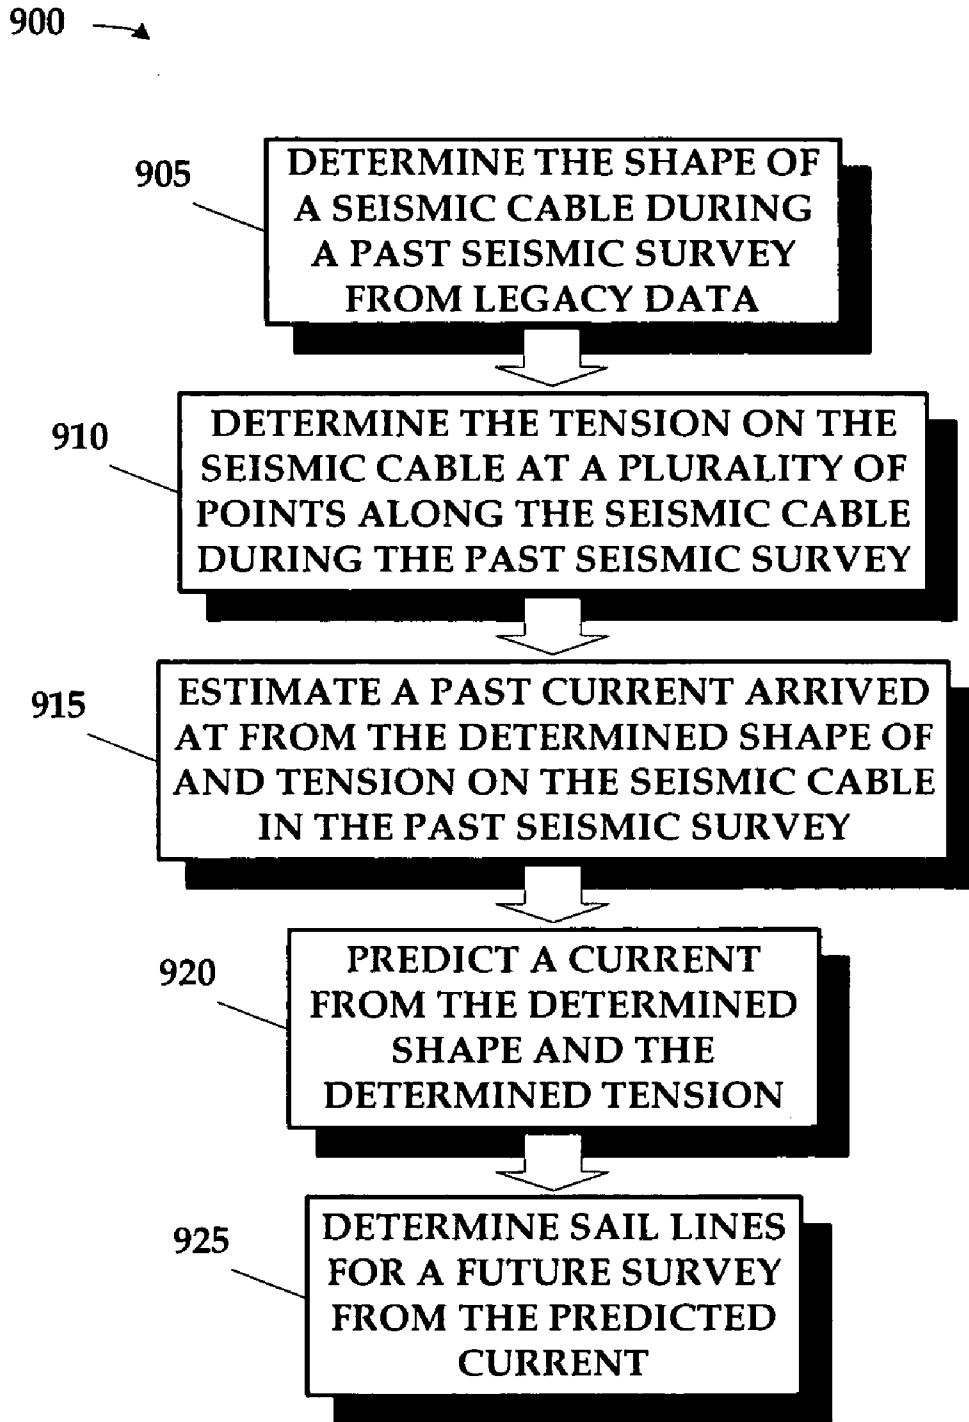 900
905
DETERMINE THE SHAPE OF
A SEISMIC CABLE DURING
A PAST SEISMIC SURVEY
FROM LEGACY DATA
910
DETERMINE THE TENSION ON THE
SEISMIC CABLE AT A PLURALITY OF
POINTS ALONG THE SEISMIC CABLE
DURING THE PAST SEISMIC SURVEY
915
ESTIMATE A PAST CURRENT ARRIVED
AT FROM THE DETERMINED SHAPE OF
AND TENSION ON THE SEISMIC CABLE
IN THE PAST SEISMIC SURVEY
920
PREDICT A CURRENT
FROM THE DETERMINED
SHAPE AND THE
DETERMINED TENSION
925
DETERMINE SAIL LINES
FOR A FUTURE SURVEY
FROM THE PREDICTED
CURRENT